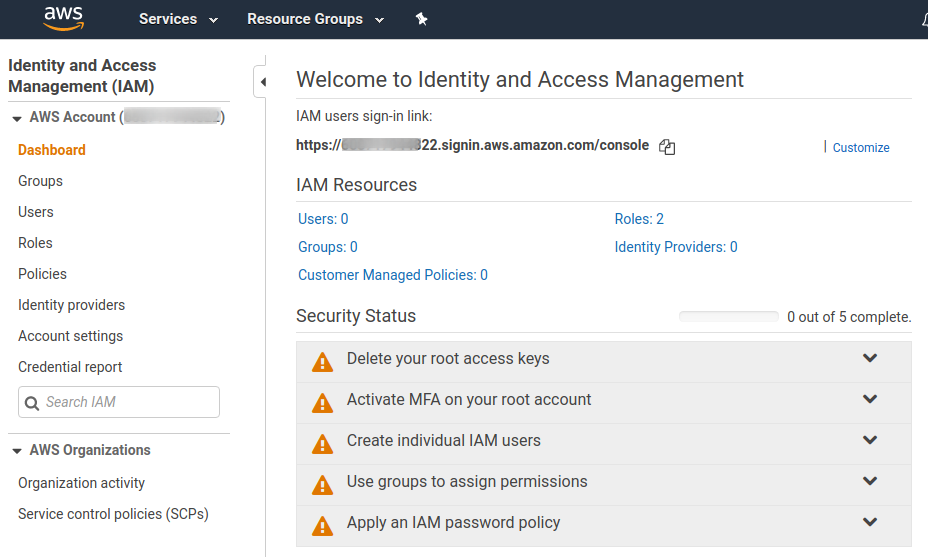 aws
Services
Resource Groups
Identity and Access
Management (IAM)
AWS Account ( )
Dashboard
Groups
Users
Roles
Policies
Identity providers
Account settings
Credential report
Search IAM
AWS Organizations
Organization activity
Service control policies (SCPs)
Welcome to Identity and Access Management
IAM users sign-in link:
https:// 322.signin.aws.amazon.com/console
Customize
IAM Resources
Users: 0
Roles: 2
Groups: 0
Identity Providers: 0
Customer Managed Policies: 0
Security Status
0 out of 5 complete.
Delete your root access keys
Activate MFA on your root account
Create individual IAM users
Use groups to assign permissions
Apply an IAM password policy